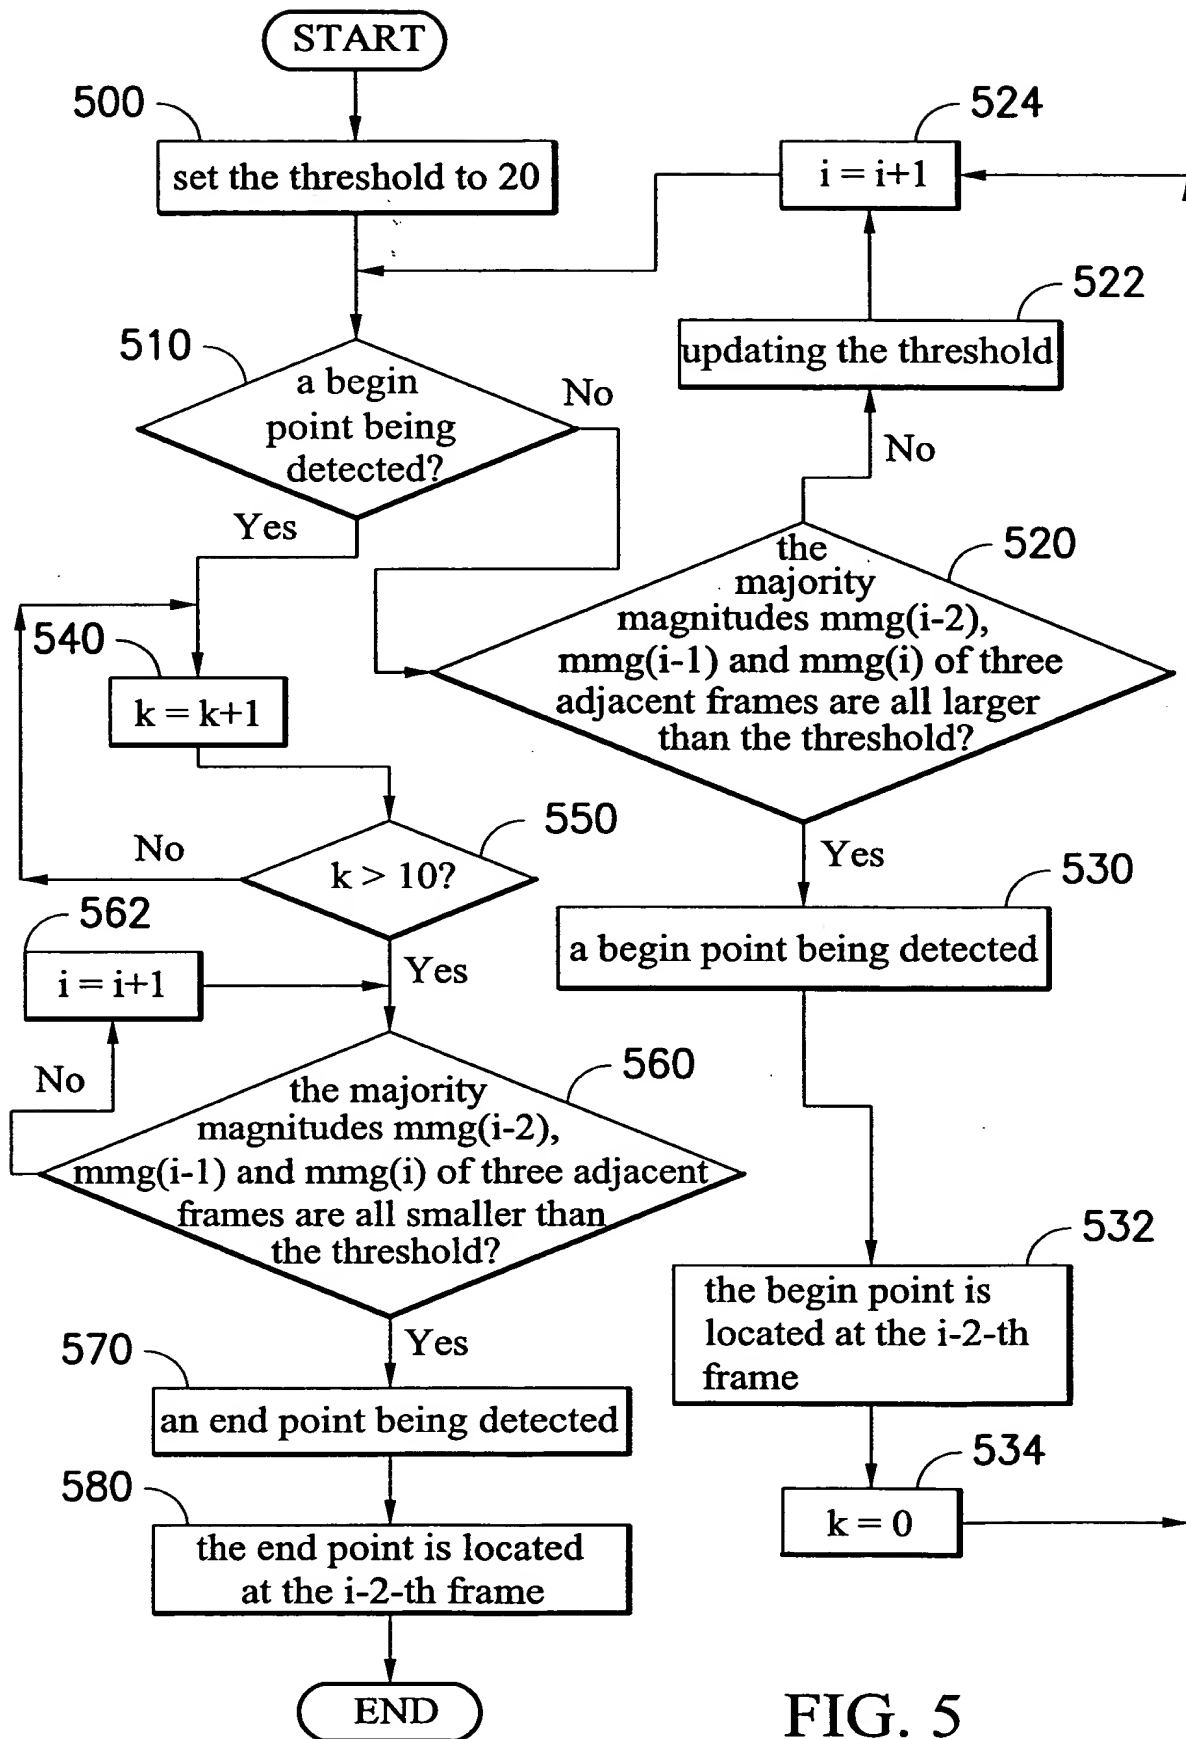 START
500
set the threshold to 20
524
i = i+1
522
updating the threshold
510
a begin
point being
detected?
No
Yes
No
520
the
majority
magnitudes mmg(i-2),
mmg(i-1) and mmg(i) of three
adjacent frames are all larger
than the threshold?
540
k = k+1
550
k > 10?
No
Yes
Yes
530
a begin point being detected
562
i = i+1
No
560
the majority
magnitudes mmg(i-2),
mmg(i-1) and mmg(i) of three adjacent
frames are all smaller than
the threshold?
Yes
532
the begin point is
located at the i-2-th
frame
570
an end point being detected
534
k = 0
580
the end point is located
at the i-2-th frame
END
FIG. 5